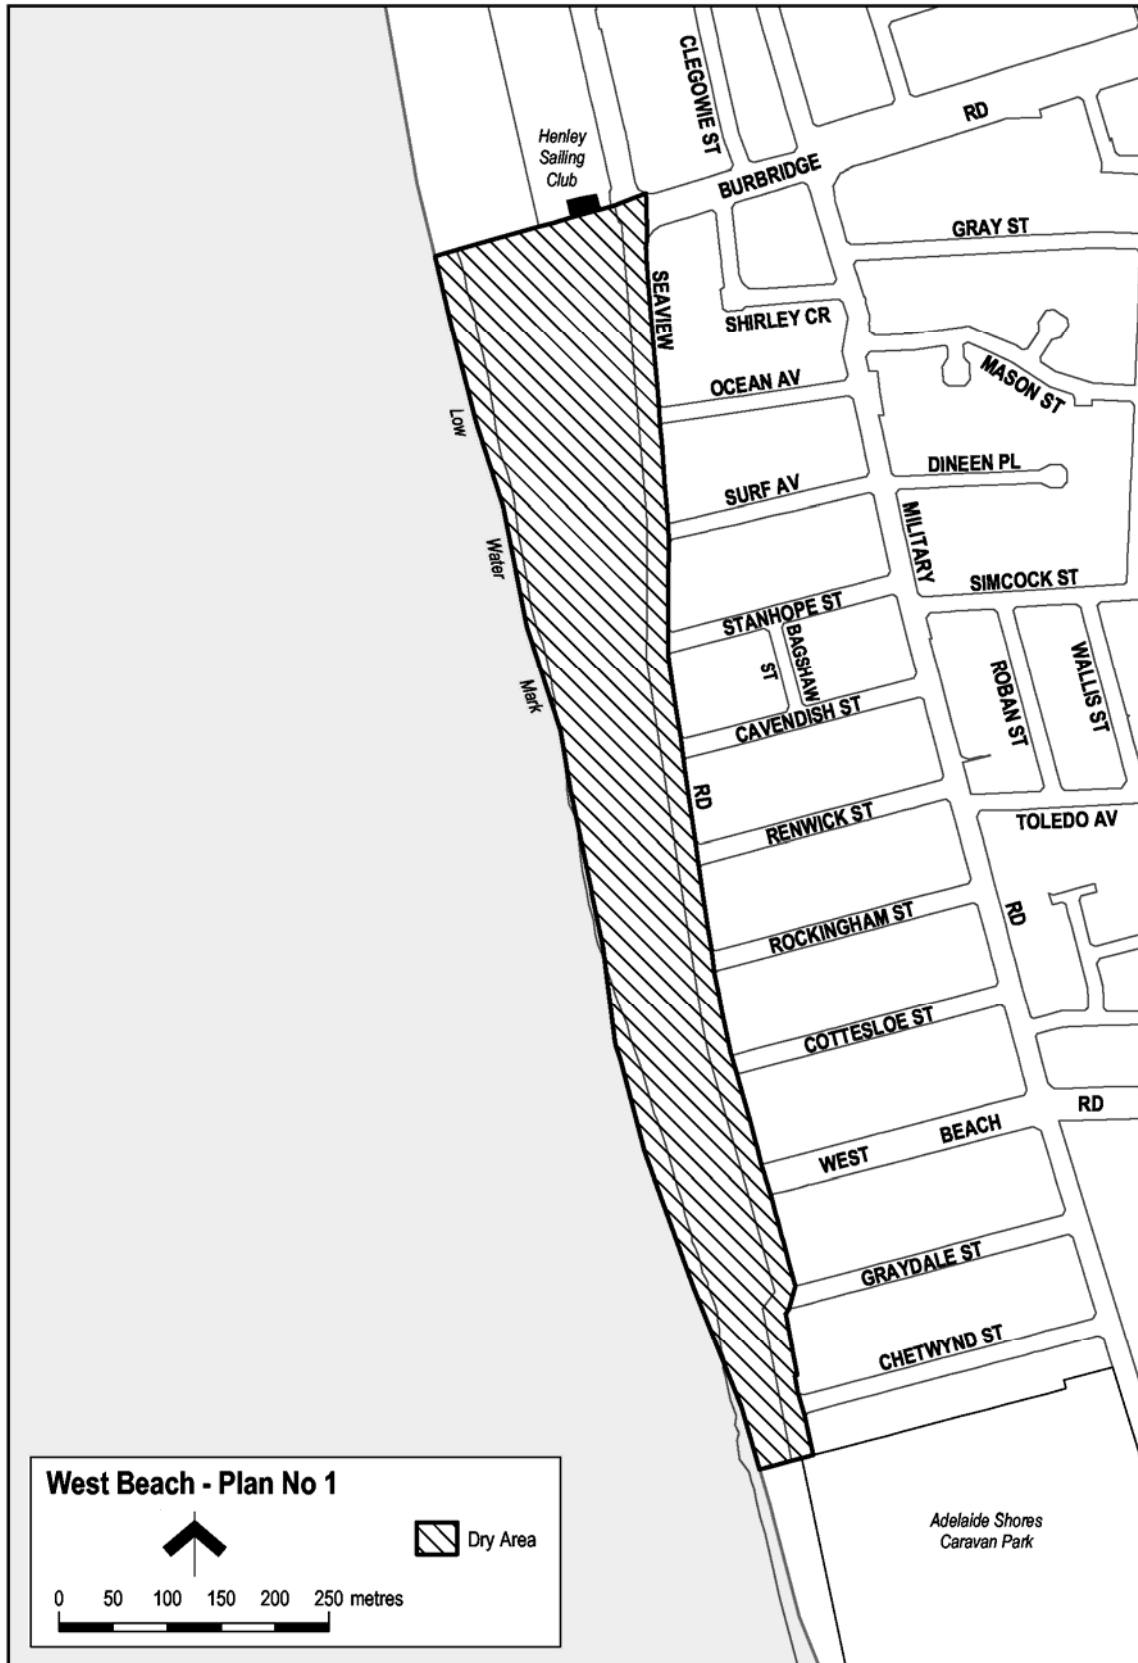 CLEGOWIE ST
RD
Henley
Sailing
Club
BURBRIDGE
GRAY ST
SEAVIEW
SHIRLEY CR
OCEAN AV
MASON ST
Low
DINEEN PL
SURF AV
MILITARY
Water
SIMCOCK ST
STANHOPE ST
BAGSHAW
ST
ROBAN ST
WALLIS ST
Mark
CAVENDISH ST
RD
RENWICK ST
TOLEDO AV
ROCKINGHAM ST
RD
COTTESLOE ST
RD
BEACH
WEST
GRAYDALE ST
CHETWYND ST
West Beach - Plan No 1
Dry Area
0 50 100 150 200 250 metres
Adelaide Shores
Caravan Park